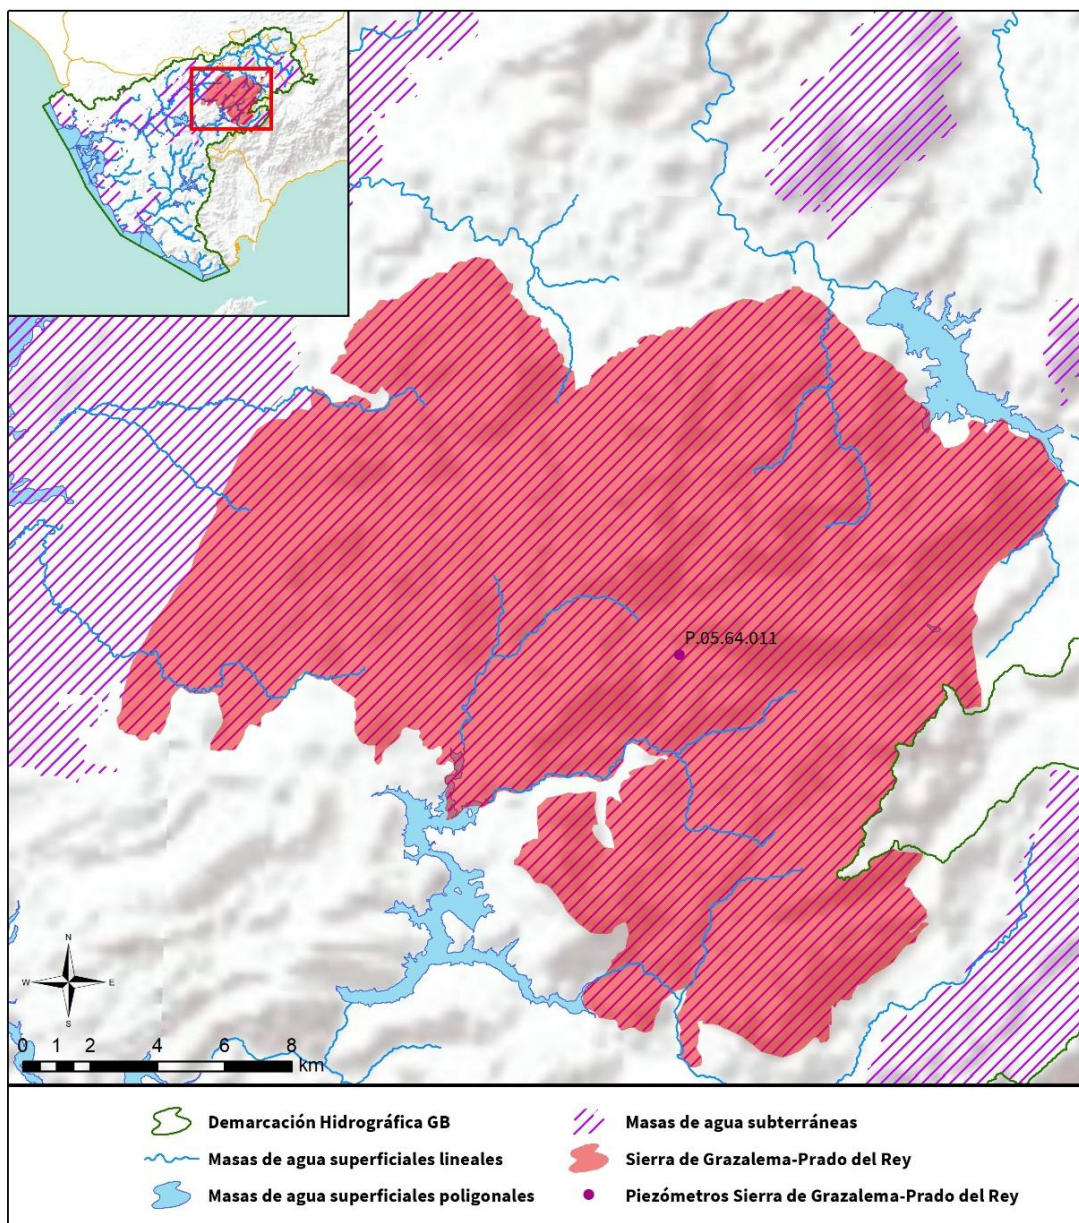 P.05.64.011
N
W
E
S
0 1 2 4 6 8
km
Demarcación Hidrográfica GB
Masas de agua superficiales lineales
Masas de agua superficiales poligonales
Masas de agua subterráneas
Sierra de Grazalema-Prado del Rey
Piezómetros Sierra de Grazalema-Prado del Rey